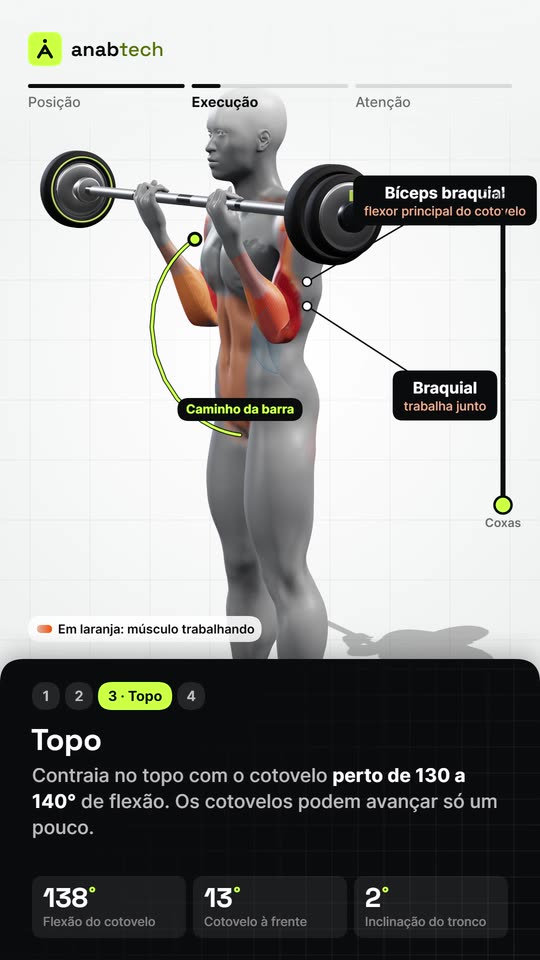 anabtech
Posição
Execução
Atenção
Bíceps braquial
flexor principal do cotovelo
Caminho da barra
Braquial
trabalha junto
Coxas
Em laranja: músculo trabalhando
1
2
3 · Topo
4
Topo
Contraia no topo com o cotovelo perto de 130 a
140° de flexão. Os cotovelos podem avançar só um
pouco.
138°
13°
2°
Flexão do cotovelo
Cotovelo à frente
Inclinação do tronco